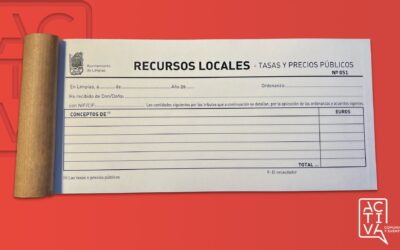 Ayuntamiento
de Limpias
RECURSOS LOCALES - TASAS Y PRECIOS PÚBLICOS
Nº 051
En Limpias, a ........ de ........ Año de ........ Ordenanza:
He recibido de Don/Doña:
con NIF/CIF: Las cantidades siguientes por los tributos que a continuación se detallan, por la aplicación de las ordenanzas y acuerdos vigentes.
CONCEPTOS DE (1) EUROS
TOTAL ...
(1) Las tasas o precios públicos F: El recaudador
ACTIVA